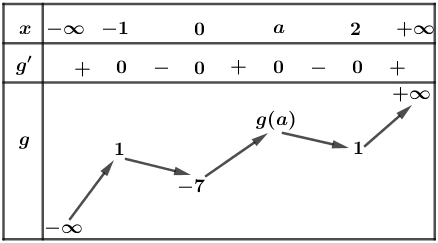 x −∞ −1 0 a 2 +∞
g′ + 0 − 0 + 0 − 0 +
+∞
g(a)
g 1 1
−7
−∞